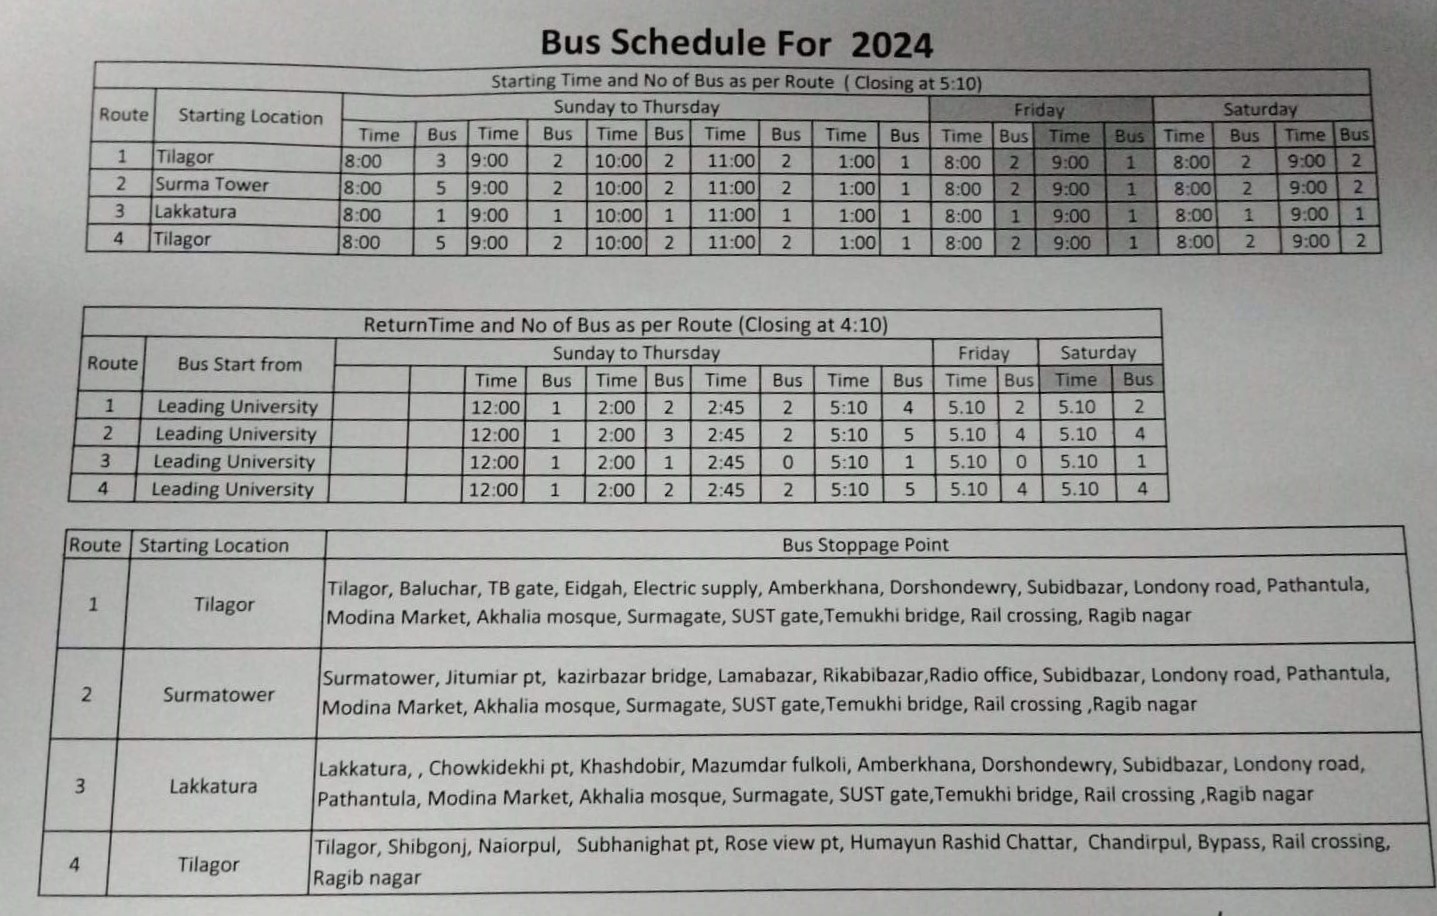 Bus Schedule For 2024
Starting Time and No of Bus as per Route ( Closing at 5:10)
Route Starting Location Sunday to Thursday Friday Saturday
Time Bus Time Bus Time Bus Time Bus Time Bus Time Bus Time Bus Time Bus Time Bus
1 Tilagor 8:00 3 9:00 2 10:00 2 11:00 2 1:00 1 8:00 2 9:00 1 8:00 2 9:00 2
2 Surma Tower 8:00 5 9:00 2 10:00 2 11:00 2 1:00 1 8:00 2 9:00 1 8:00 2 9:00 2
3 Lakkatura 8:00 1 9:00 1 10:00 1 11:00 1 1:00 1 8:00 1 9:00 1 8:00 1 9:00 1
4 Tilagor 8:00 5 9:00 2 10:00 2 11:00 2 1:00 1 8:00 2 9:00 1 8:00 2 9:00 2
ReturnTime and No of Bus as per Route (Closing at 4:10)
Route Bus Start from Sunday to Thursday Friday Saturday
Time Bus Time Bus Time Bus Time Bus Time Bus Time Bus
1 Leading University 12:00 1 2:00 2 2:45 2 5:10 4 5.10 2 5.10 2
2 Leading University 12:00 1 2:00 3 2:45 2 5:10 5 5.10 4 5.10 4
3 Leading University 12:00 1 2:00 1 2:45 0 5:10 1 5.10 0 5.10 1
4 Leading University 12:00 1 2:00 2 2:45 2 5:10 5 5.10 4 5.10 4
Route Starting Location Bus Stoppage Point
1 Tilagor Tilagor, Baluchar, TB gate, Eidgah, Electric supply, Amberkhana, Dorshondewry, Subidbazar, Londony road, Pathantula,
Modina Market, Akhalia mosque, Surmagate, SUST gate,Temukhi bridge, Rail crossing, Ragib nagar
2 Surmatower Surmatower, Jitumiar pt, kazirbazar bridge, Lamabazar, Rikabibazar,Radio office, Subidbazar, Londony road, Pathantula,
Modina Market, Akhalia mosque, Surmagate, SUST gate,Temukhi bridge, Rail crossing ,Ragib nagar
3 Lakkatura Lakkatura, , Chowkidekhi pt, Khashdobir, Mazumdar fulkoli, Amberkhana, Dorshondewry, Subidbazar, Londony road,
Pathantula, Modina Market, Akhalia mosque, Surmagate, SUST gate,Temukhi bridge, Rail crossing ,Ragib nagar
4 Tilagor Tilagor, Shibgonj, Naiorpul, Subhanighat pt, Rose view pt, Humayun Rashid Chattar, Chandirpul, Bypass, Rail crossing,
Ragib nagar